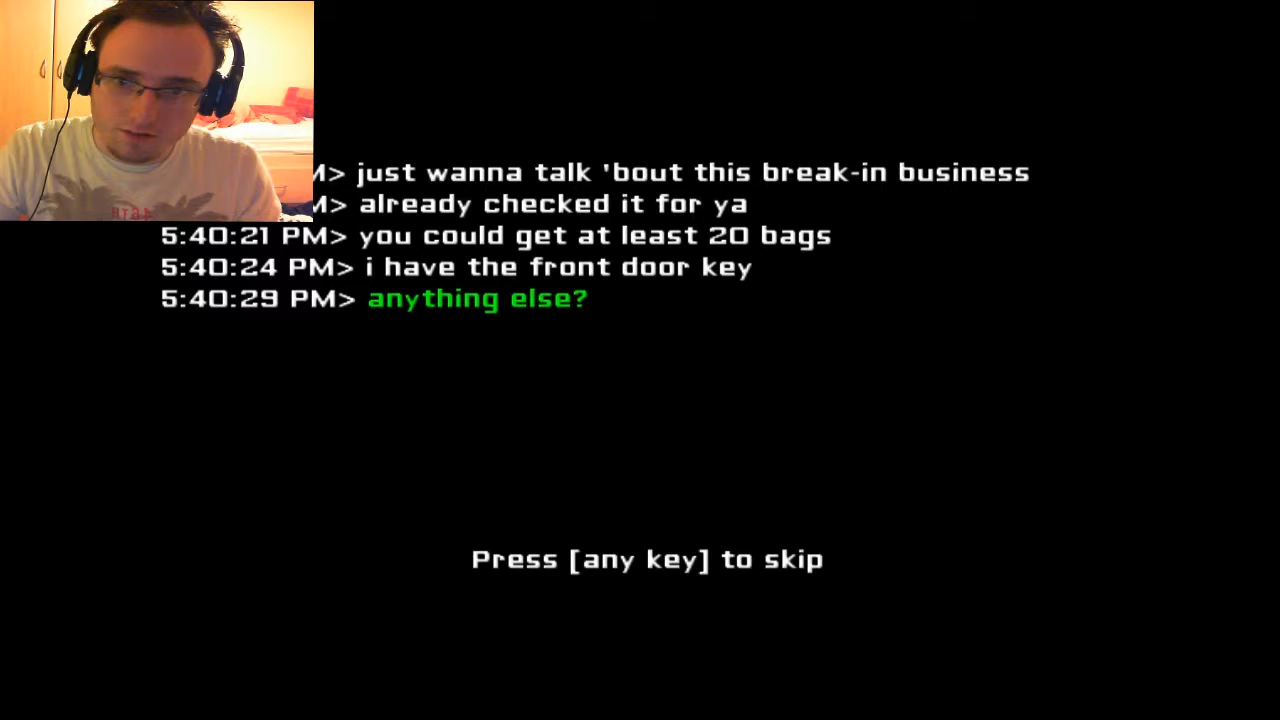 M> just wanna talk 'bout this break-in business
M> already checked it for ya
5:40:21 PM> you could get at least 20 bags
5:40:24 PM> i have the front door key
5:40:29 PM> anything else?
Press [any key] to skip